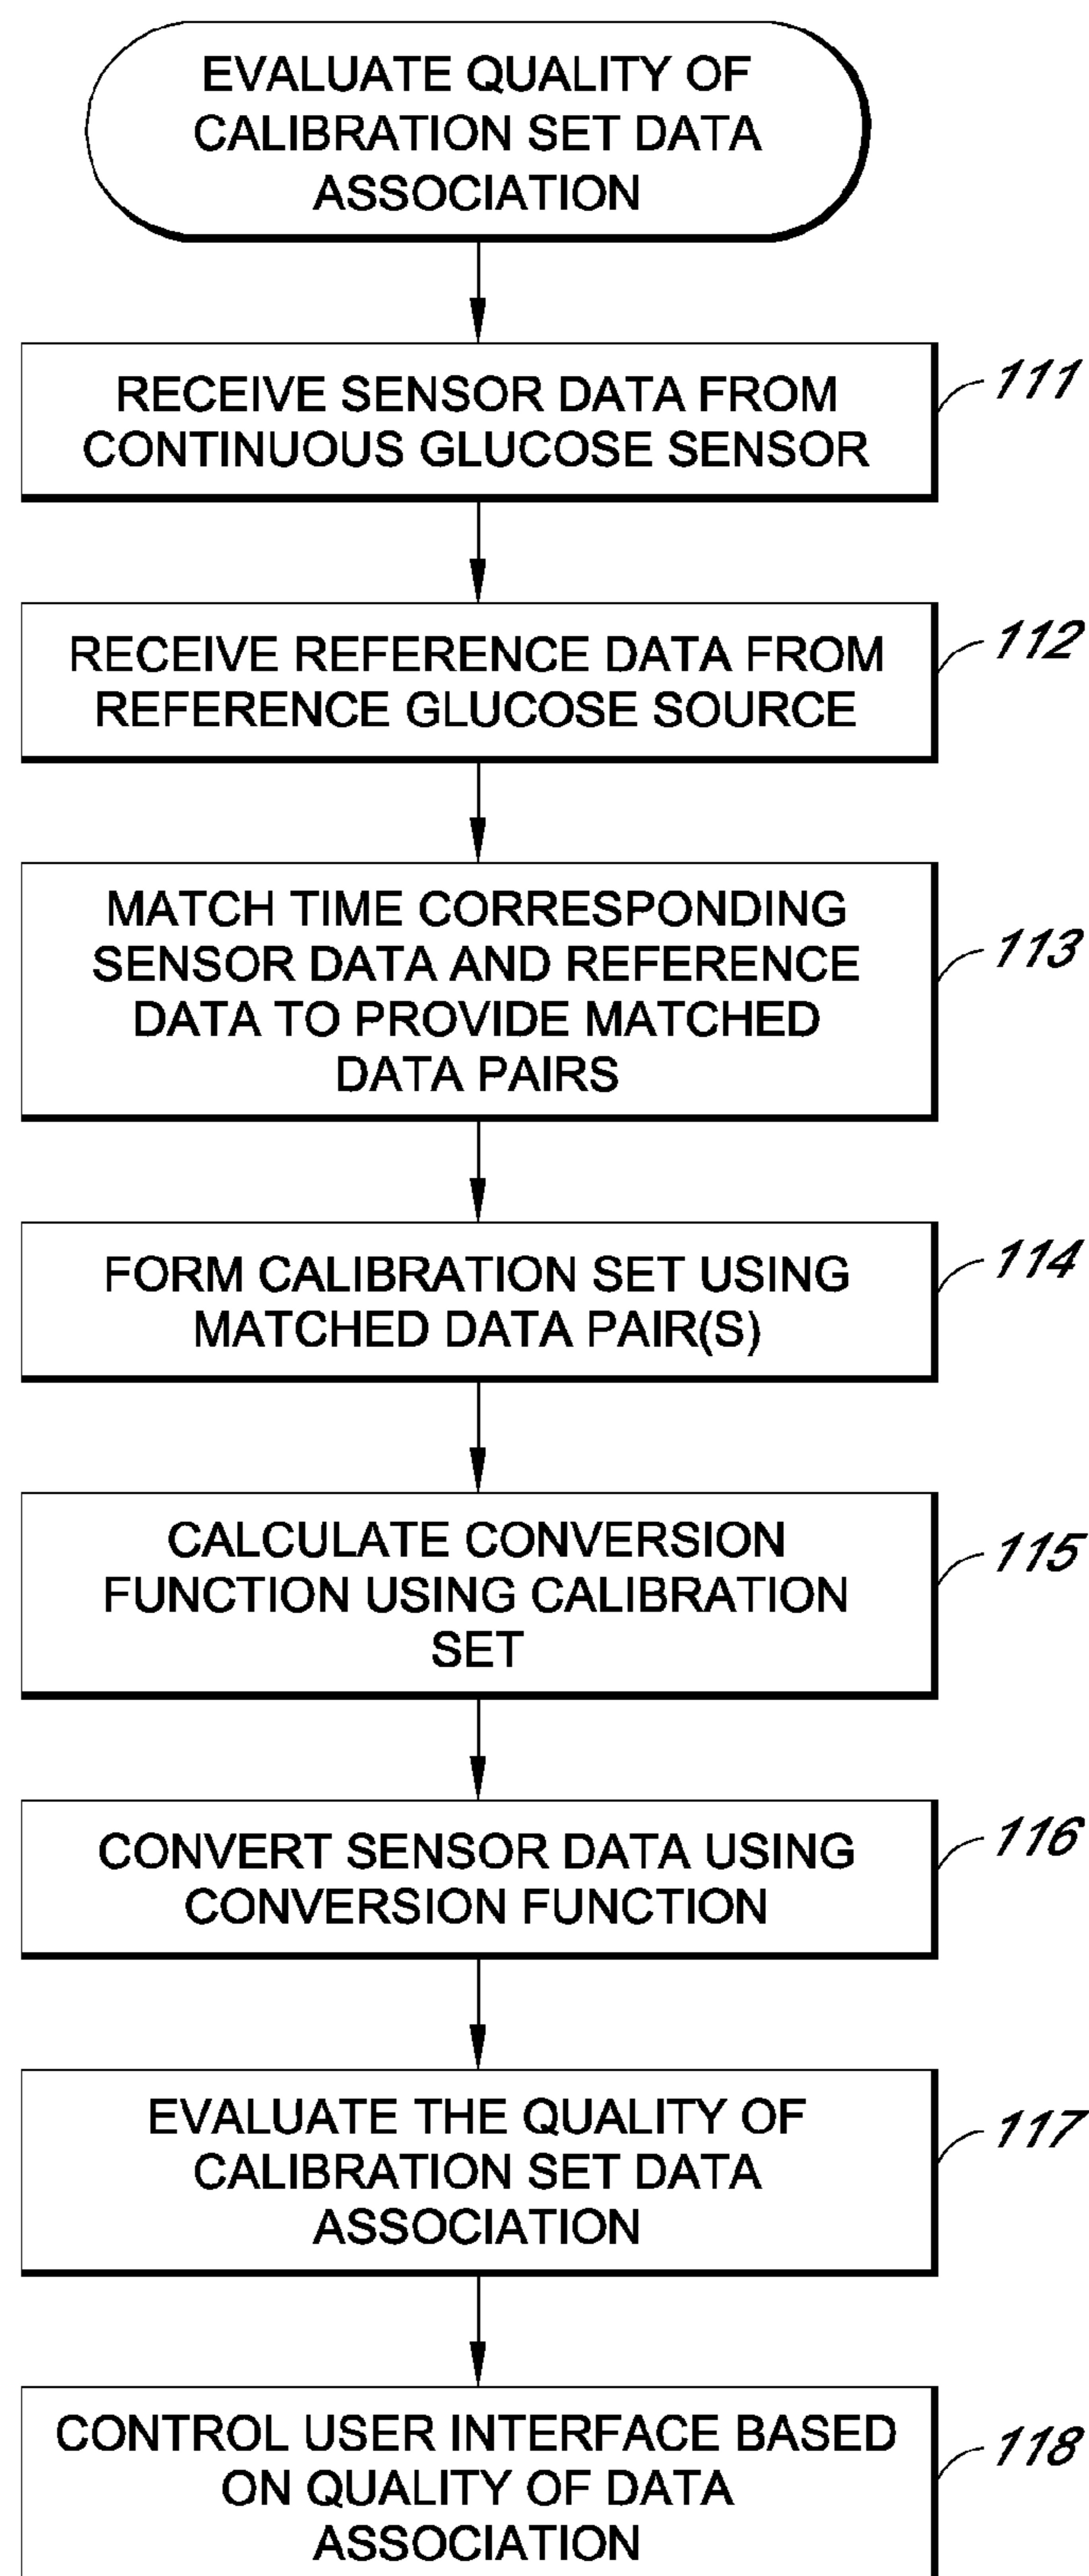 EVALUATE QUALITY OF
CALIBRATION SET DATA
ASSOCIATION
RECEIVE SENSOR DATA FROM
CONTINUOUS GLUCOSE SENSOR
111
RECEIVE REFERENCE DATA FROM
REFERENCE GLUCOSE SOURCE
112
MATCH TIME CORRESPONDING
SENSOR DATA AND REFERENCE
DATA TO PROVIDE MATCHED
DATA PAIRS
113
FORM CALIBRATION SET USING
MATCHED DATA PAIR(S)
114
CALCULATE CONVERSION
FUNCTION USING CALIBRATION
SET
115
CONVERT SENSOR DATA USING
CONVERSION FUNCTION
116
EVALUATE THE QUALITY OF
CALIBRATION SET DATA
ASSOCIATION
117
CONTROL USER INTERFACE BASED
ON QUALITY OF DATA
ASSOCIATION
118